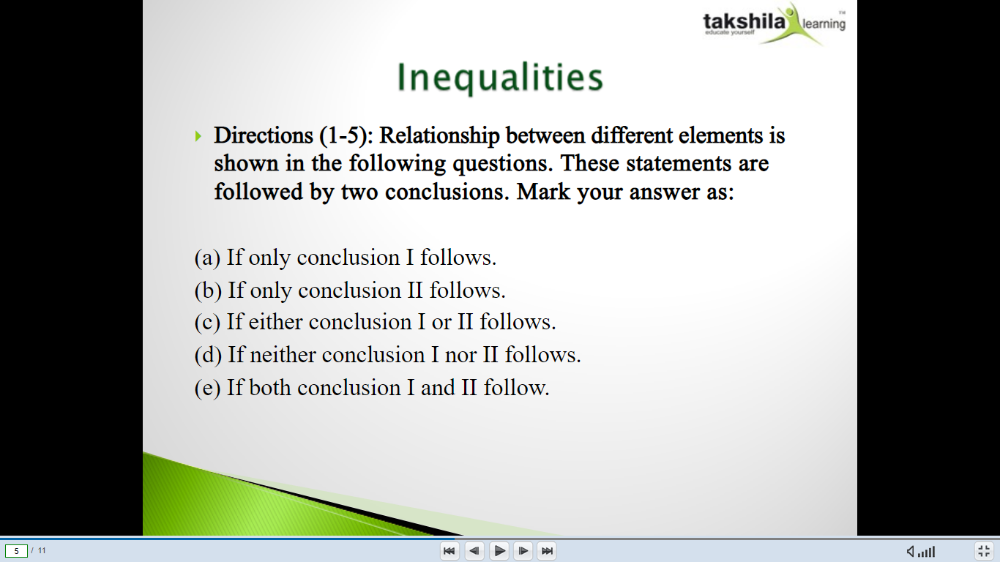 takshila learning ™
educate yourself
Inequalities
Directions (1-5): Relationship between different elements is
shown in the following questions. These statements are
followed by two conclusions. Mark your answer as:
(a) If only conclusion I follows.
(b) If only conclusion II follows.
(c) If either conclusion I or II follows.
(d) If neither conclusion I nor II follows.
(e) If both conclusion I and II follow.
5 / 11